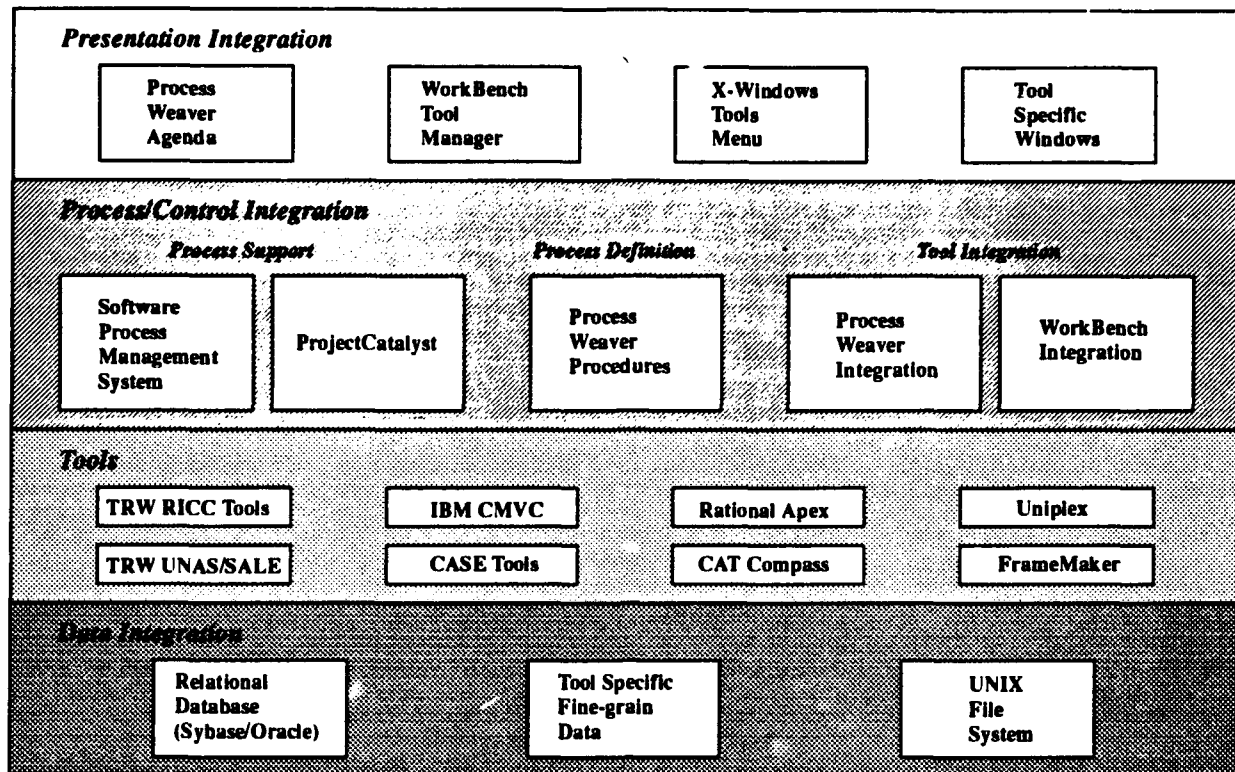 Presentation Integration
Process
Weaver
Agenda
WorkBench
Tool
Manager
X-Windows
Tools
Menu
Tool
Specific
Windows
Process/Control Integration
Process Support
Process Definition
Tool Integration
Software
Process
Management
System
ProjectCatalyst
Process
Weaver
Procedures
Process
Weaver
Integration
WorkBench
Integration
Tools
TRW RICC Tools
IBM CMVC
Rational Apex
Uniplex
TRW UNAS/SALE
CASE Tools
CAT Compass
FrameMaker
Data Integration
Relational
Database
(Sybase/Oracle)
Tool Specific
Fine-grain
Data
UNIX
File
System